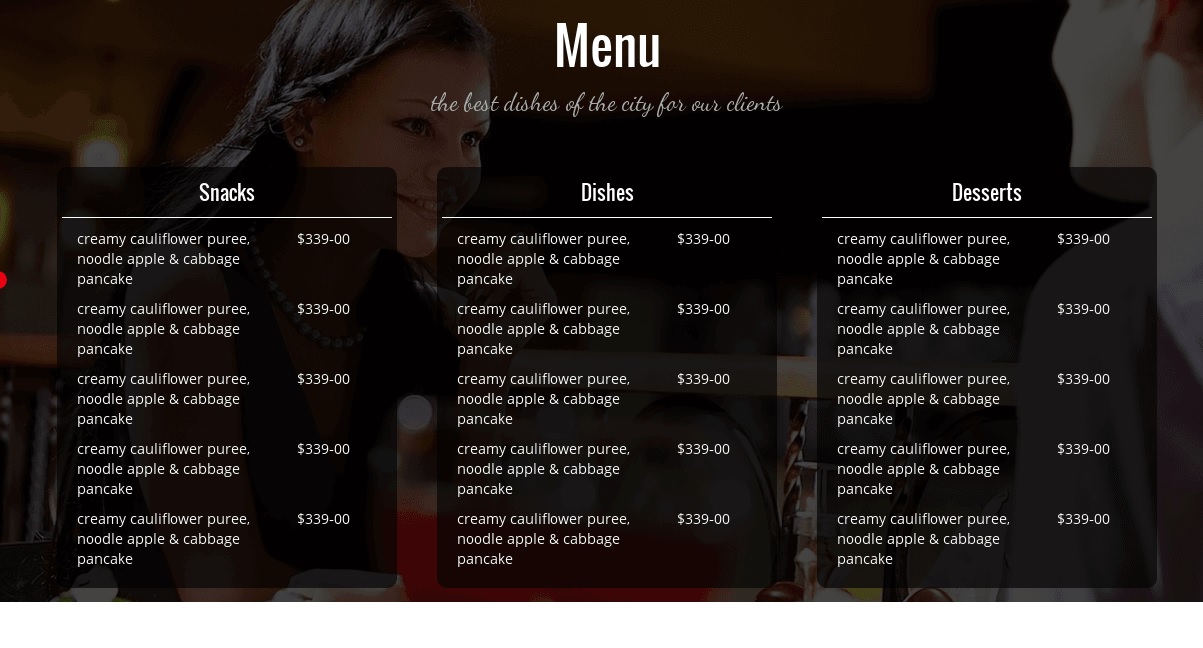 Menu
the best dishes of the city for our clients
Snacks
creamy cauliflower puree, $339-00
noodle apple & cabbage
pancake
creamy cauliflower puree, $339-00
noodle apple & cabbage
pancake
creamy cauliflower puree, $339-00
noodle apple & cabbage
pancake
creamy cauliflower puree, $339-00
noodle apple & cabbage
pancake
creamy cauliflower puree, $339-00
noodle apple & cabbage
pancake
Dishes
creamy cauliflower puree, $339-00
noodle apple & cabbage
pancake
creamy cauliflower puree, $339-00
noodle apple & cabbage
pancake
creamy cauliflower puree, $339-00
noodle apple & cabbage
pancake
creamy cauliflower puree, $339-00
noodle apple & cabbage
pancake
creamy cauliflower puree, $339-00
noodle apple & cabbage
pancake
Desserts
creamy cauliflower puree, $339-00
noodle apple & cabbage
pancake
creamy cauliflower puree, $339-00
noodle apple & cabbage
pancake
creamy cauliflower puree, $339-00
noodle apple & cabbage
pancake
creamy cauliflower puree, $339-00
noodle apple & cabbage
pancake
creamy cauliflower puree, $339-00
noodle apple & cabbage
pancake